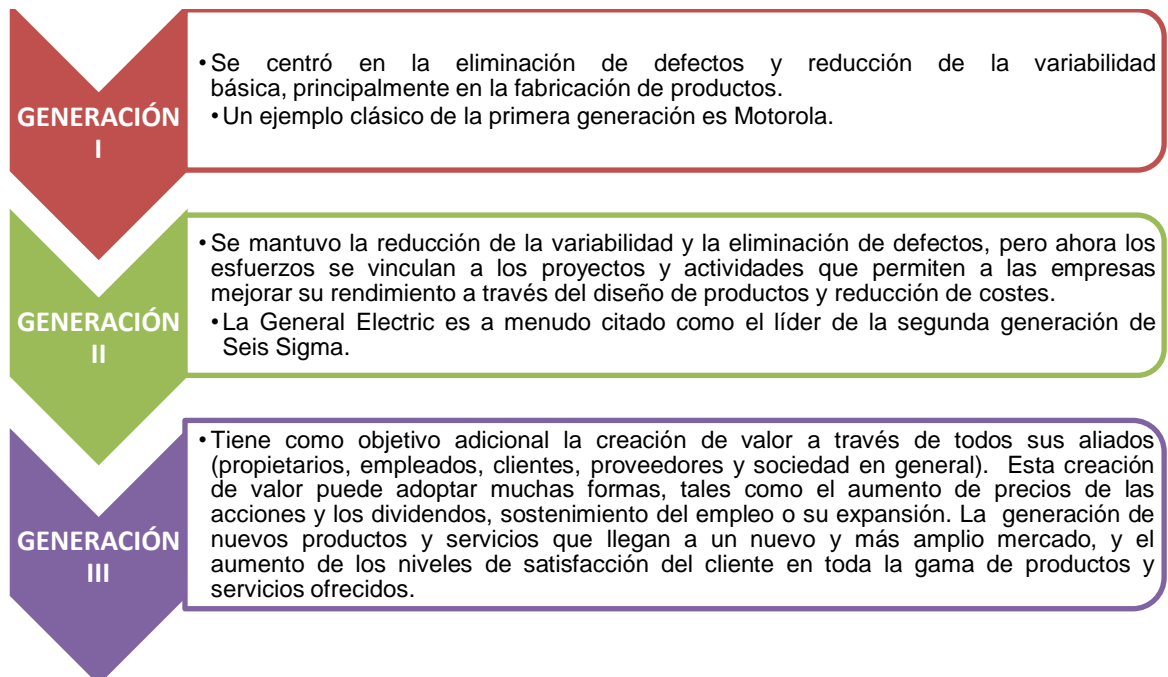 GENERACIÓN
I
• Se centró en la eliminación de defectos y reducción de la variabilidad
básica, principalmente en la fabricación de productos.
• Un ejemplo clásico de la primera generación es Motorola.
GENERACIÓN
II
• Se mantuvo la reducción de la variabilidad y la eliminación de defectos, pero ahora los
esfuerzos se vinculan a los proyectos y actividades que permiten a las empresas
mejorar su rendimiento a través del diseño de productos y reducción de costes.
• La General Electric es a menudo citado como el líder de la segunda generación de
Seis Sigma.
GENERACIÓN
III
• Tiene como objetivo adicional la creación de valor a través de todos sus aliados
(propietarios, empleados, clientes, proveedores y sociedad en general). Esta creación
de valor puede adoptar muchas formas, tales como el aumento de precios de las
acciones y los dividendos, sostenimiento del empleo o su expansión. La generación de
nuevos productos y servicios que llegan a un nuevo y más amplio mercado, y el
aumento de los niveles de satisfacción del cliente en toda la gama de productos y
servicios ofrecidos.